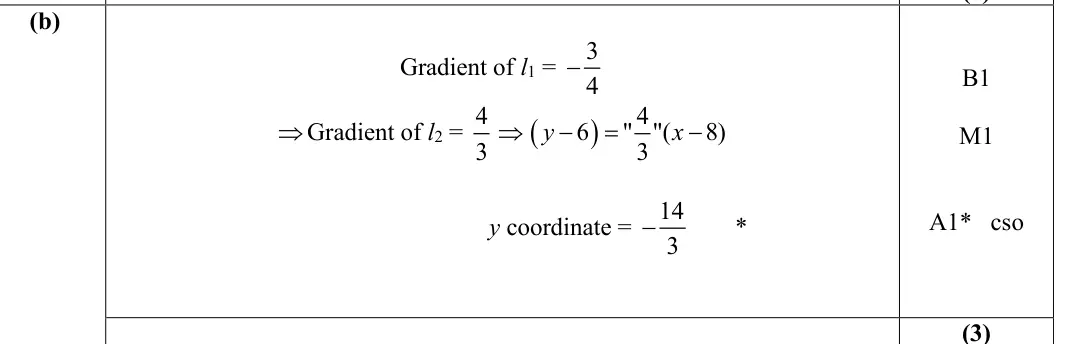 (b)
Gradient of l₁ = −3/4
B1
⇒ Gradient of l₂ = 4/3 ⇒ (y − 6) = "4/3"(x − 8)
M1
y coordinate = −14/3 *
A1* cso
(3)